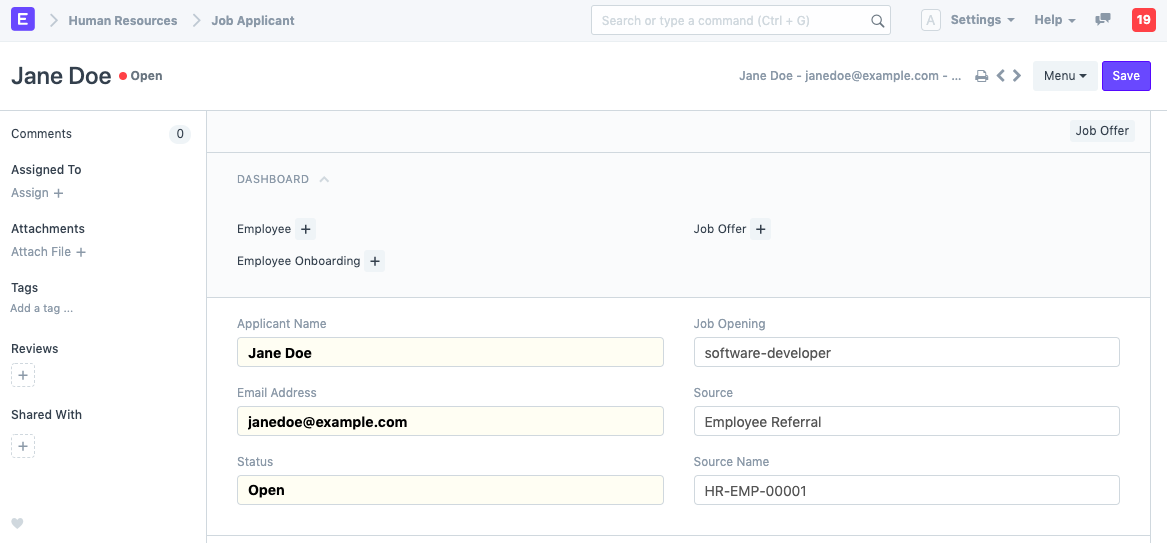 E Human Resources Job Applicant Search or type a command (Ctrl + G) A Settings Help 19
Jane Doe Open Jane Doe - janedoe@example.com - ... Menu Save
Comments 0
Job Offer
Assigned To
Assign +
DASHBOARD
Attachments
Attach File +
Employee + Job Offer +
Employee Onboarding +
Tags
Add a tag ...
Reviews
+
Shared With
+
Applicant Name Job Opening
Jane Doe software-developer
Email Address Source
janedoe@example.com Employee Referral
Status Source Name
Open HR-EMP-00001